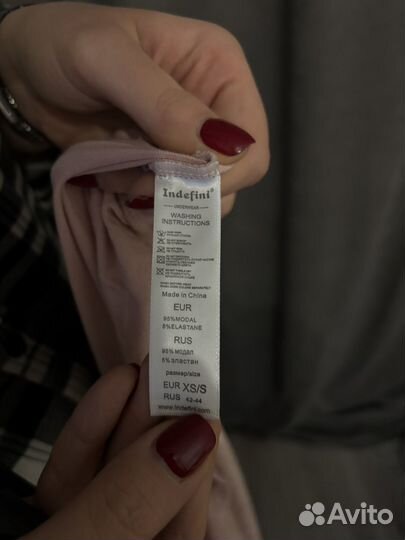 Indefini®
UNDERWEAR
WASHING
INSTRUCTIONS
Made in China
EUR
95%MODAL
5%ELASTANE
RUS
95% МОДАЛ
5% ЭЛАСТАН
размер/size
EUR XS/S
RUS 42-44
www.Indefini.com
Avito